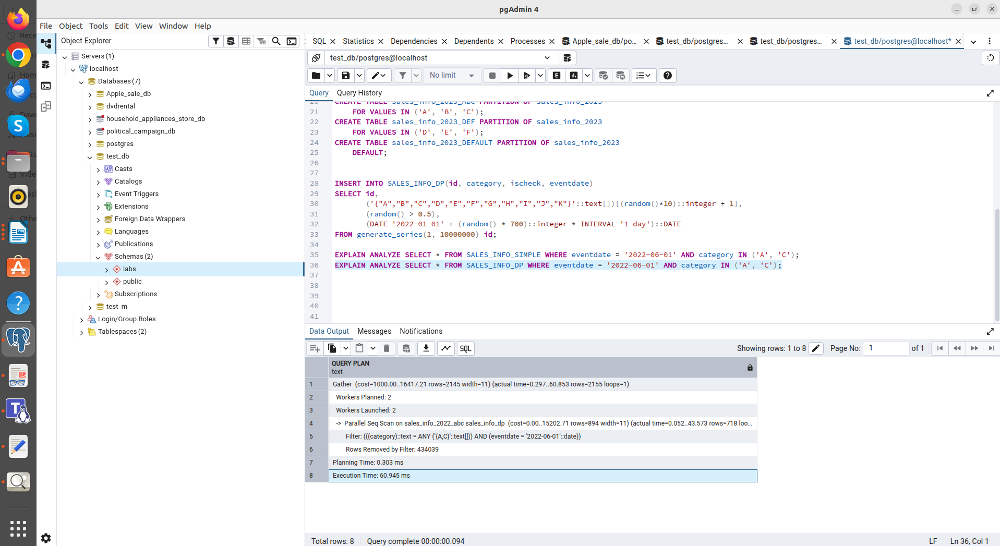 pgAdmin 4
File Object Tools Edit View Window Help
Object Explorer
SQL Statistics Dependencies Dependents Processes Apple_sale_db/po... test_db/postgres... test_db/postgres... test_db/postgres@localhost*
test_db/postgres@localhost
No limit
Query Query History
Servers (1)
localhost
Databases (7)
Apple_sale_db
dvdrental
household_appliances_store_db
political_campaign_db
postgres
test_db
Casts
Catalogs
Event Triggers
Extensions
Foreign Data Wrappers
Languages
Publications
Schemas (2)
labs
public
Subscriptions
test_m
Login/Group Roles
Tablespaces (2)
20 CREATE TABLE sales_info_2023_ABC PARTITION OF sales_info_2023
21 FOR VALUES IN ('A', 'B', 'C');
22 CREATE TABLE sales_info_2023_DEF PARTITION OF sales_info_2023
23 FOR VALUES IN ('D', 'E', 'F');
24 CREATE TABLE sales_info_2023_DEFAULT PARTITION OF sales_info_2023
25 DEFAULT;
26
27
28 INSERT INTO SALES_INFO_DP(id, category, ischeck, eventdate)
29 SELECT id,
30 ('{"A","B","C","D","E","F","G","H","I","J","K"}'::text[])[(random()*10)::integer + 1],
31 (random() > 0.5),
32 (DATE '2022-01-01' + (random() * 700)::integer * INTERVAL '1 day')::DATE
33 FROM generate_series(1, 10000000) id;
34
35 EXPLAIN ANALYZE SELECT * FROM SALES_INFO_SIMPLE WHERE eventdate = '2022-06-01' AND category IN ('A', 'C');
36 EXPLAIN ANALYZE SELECT * FROM SALES_INFO_DP WHERE eventdate = '2022-06-01' AND category IN ('A', 'C');
37
38
39
40
41
Data Output Messages Notifications
SQL Showing rows: 1 to 8 Page No: 1 of 1
QUERY PLAN
text
1 Gather (cost=1000.00..16417.21 rows=2145 width=11) (actual time=0.297..60.853 rows=2155 loops=1)
2 Workers Planned: 2
3 Workers Launched: 2
4 -> Parallel Seq Scan on sales_info_2022_abc sales_info_dp (cost=0.00..15202.71 rows=894 width=11) (actual time=0.052..43.573 rows=718 loo...
5 Filter: (((category)::text = ANY ('{A,C}'::text[])) AND (eventdate = '2022-06-01'::date))
6 Rows Removed by Filter: 434039
7 Planning Time: 0.303 ms
8 Execution Time: 60.945 ms
Total rows: 8 Query complete 00:00:00.094 LF Ln 36, Col 1